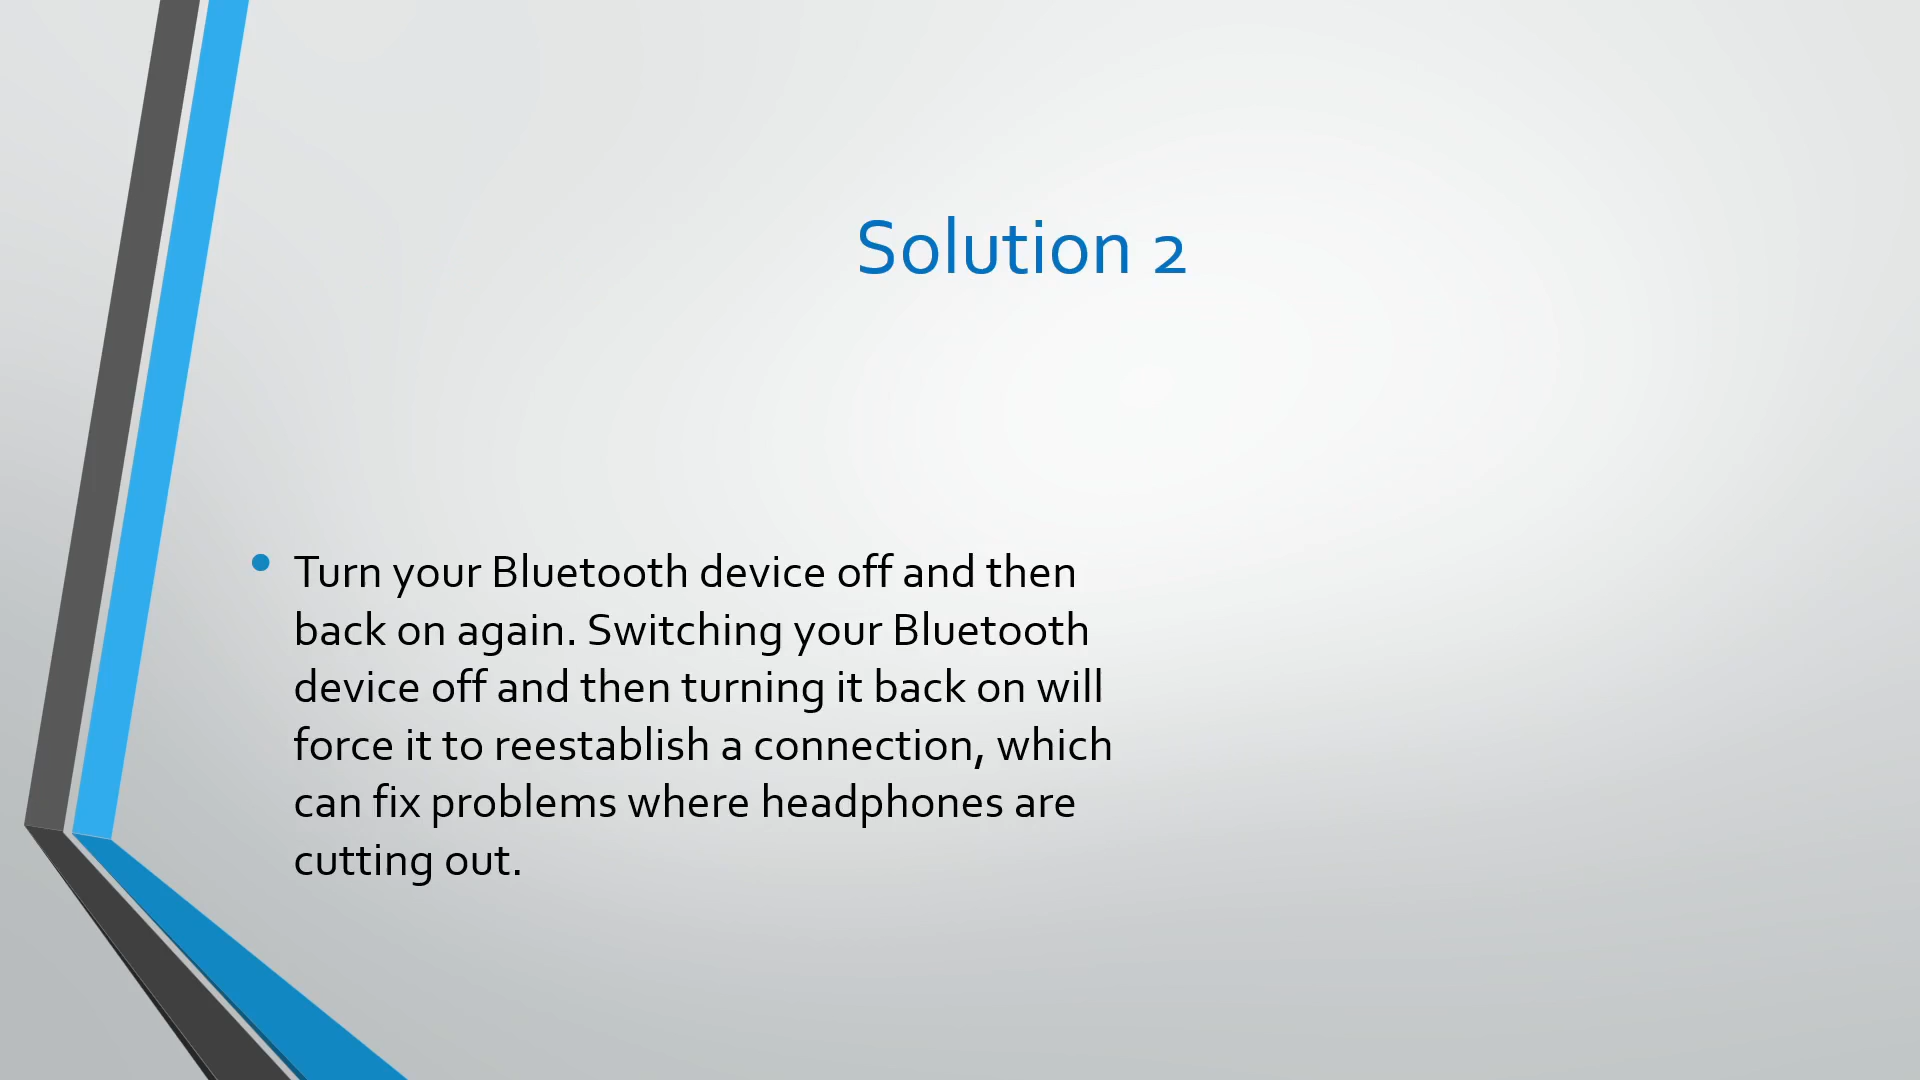 Solution 2
• Turn your Bluetooth device off and then
back on again. Switching your Bluetooth
device off and then turning it back on will
force it to reestablish a connection, which
can fix problems where headphones are
cutting out.